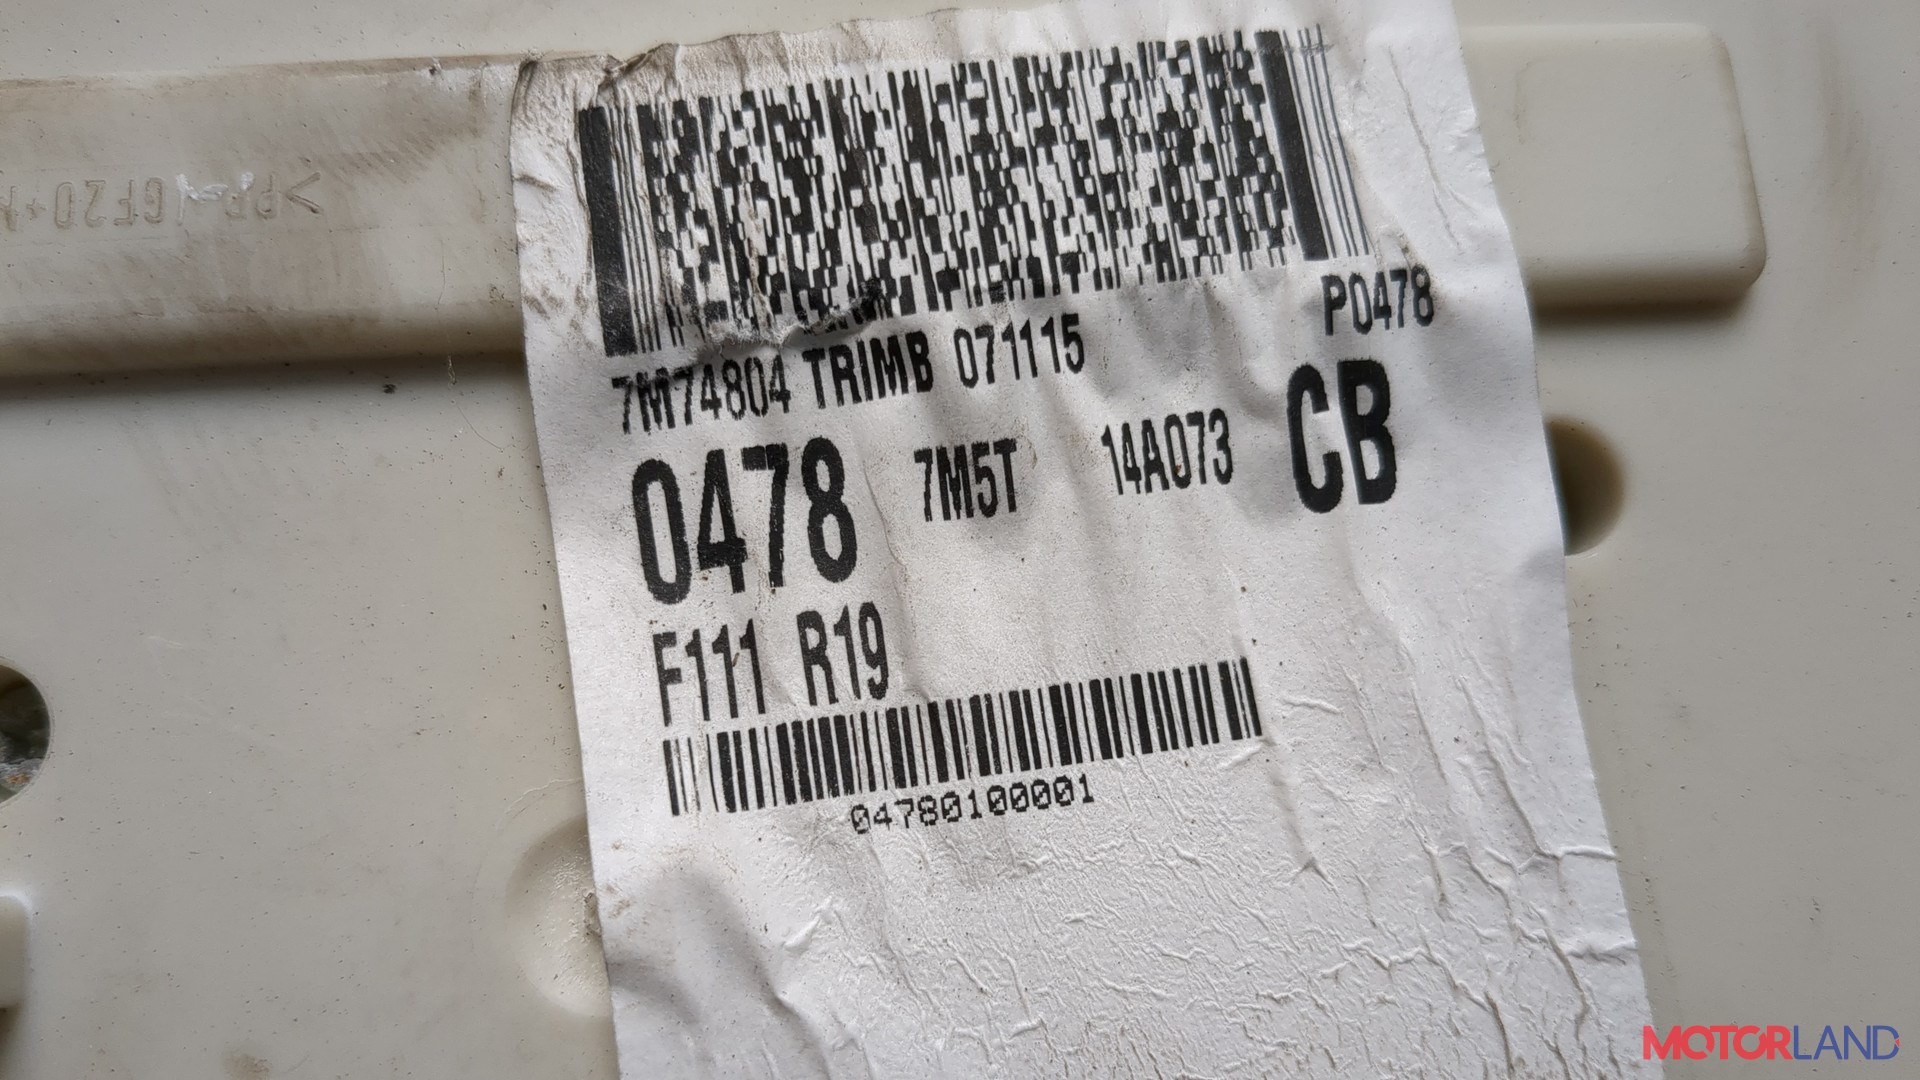 P0478
7M74804 TRIMB 071115
0478 7M5T 14A073 CB
F111 R19
04780100001
MOTORLAND